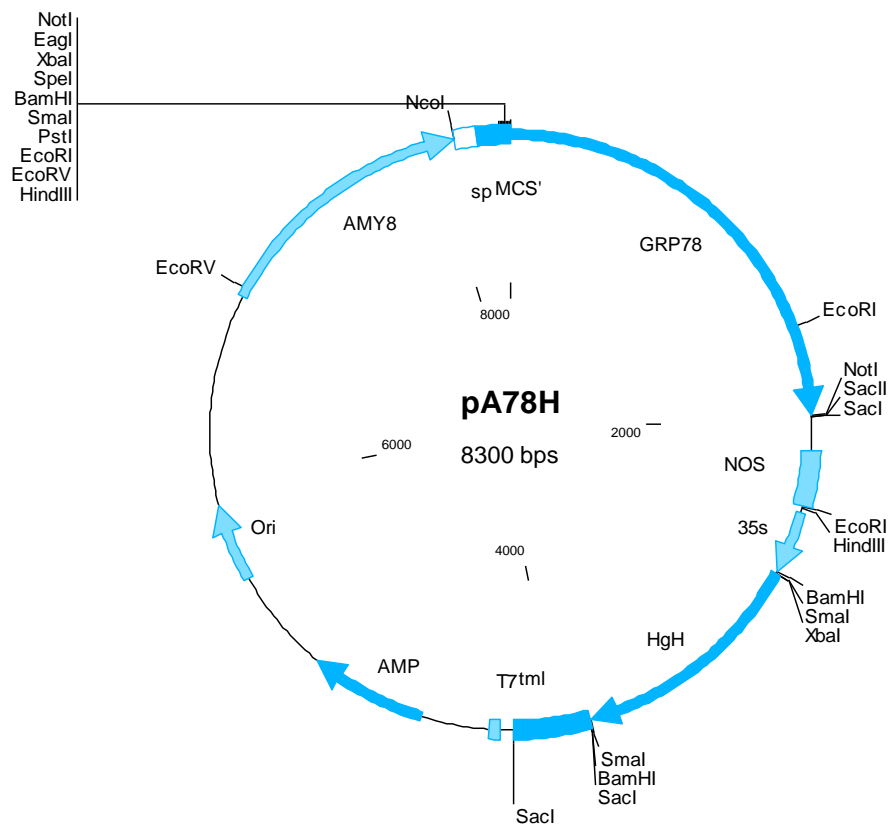 NotI
EagI
XbaI
SpeI
BamHI
SmaI
PstI
EcoRI
EcoRV
HindIII
NcoI
sp MCS'
AMY8
GRP78
EcoRV
8000
EcoRI
NotI
SacII
SacI
pA78H
8300 bps
2000
6000
NOS
EcoRI
HindIII
35s
Ori
4000
BamHI
SmaI
XbaI
HgH
AMP
T7 tml
SmaI
BamHI
SacI
SacI